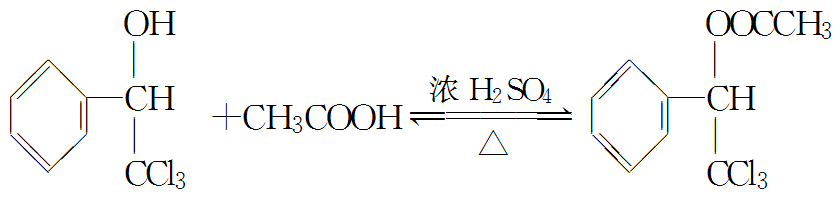 OH
CH
CCl3
+CH3COOH
浓 H2SO4
△
OOCCH3
CH
CCl3